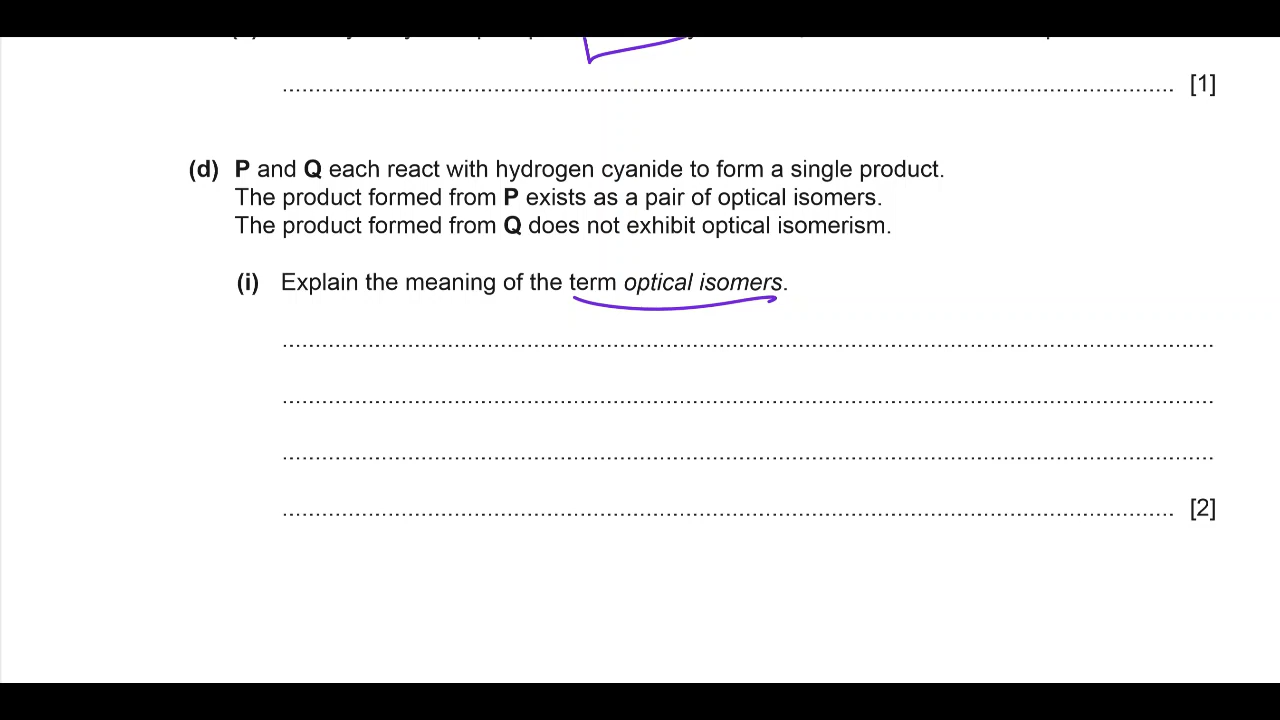 [1]
(d) P and Q each react with hydrogen cyanide to form a single product.
The product formed from P exists as a pair of optical isomers.
The product formed from Q does not exhibit optical isomerism.
(i) Explain the meaning of the term optical isomers.
[2]